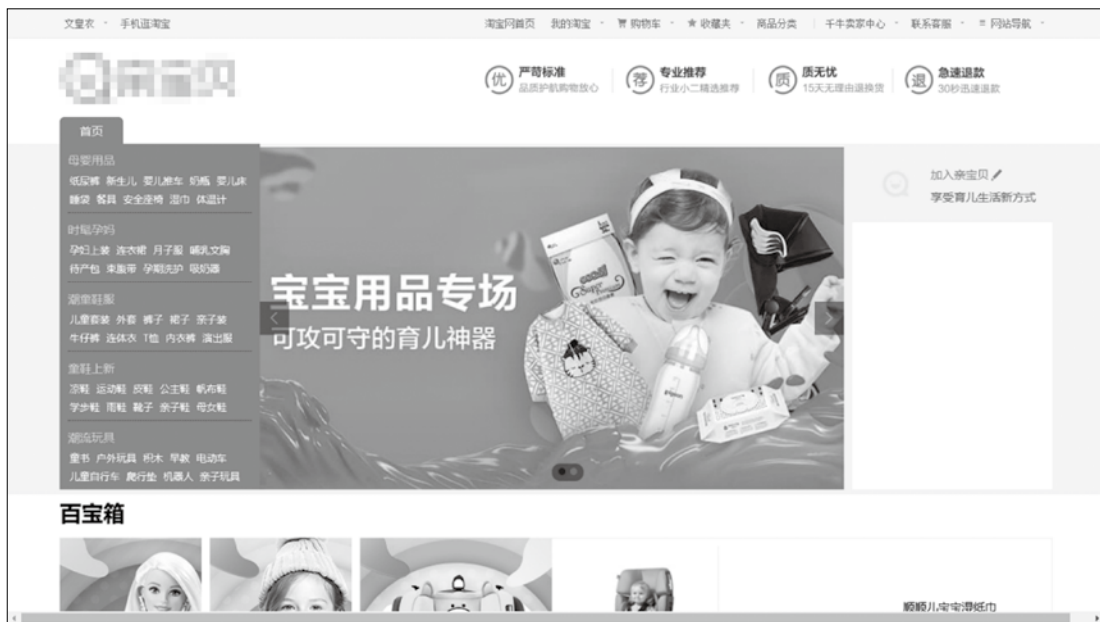 手机逛淘宝
淘宝网首页 我的淘宝 购物车 收藏夹 商品分类 千牛卖家中心 联系客服 网站导航
优 严苛标准 品质护航购物放心
荐 专业推荐 行业小二精选推荐
质 质无忧 15天无理由退换货
退 急速退款 30秒迅速退款
首页
母婴用品
纸尿裤 新生儿 婴儿推车 奶瓶 婴儿床
睡袋 餐具 安全座椅 湿巾 体温计
时髦孕妈
孕妇上装 连衣裙 月子服 哺乳文胸
待产包 束腹带 孕期洗护 吸奶器
潮童鞋服
儿童套装 外套 裤子 裙子 亲子装
牛仔裤 连体衣 T恤 内衣裤 演出服
童鞋上新
凉鞋 运动鞋 皮鞋 公主鞋 帆布鞋
学步鞋 雨鞋 靴子 亲子鞋 母女鞋
潮流玩具
童书 户外玩具 积木 早教 电动车
儿童自行车 爬行垫 机器人 亲子玩具
宝宝用品专场
可攻可守的育儿神器
加入亲宝贝
享受育儿生活新方式
百宝箱
顺顺儿宝宝湿纸巾